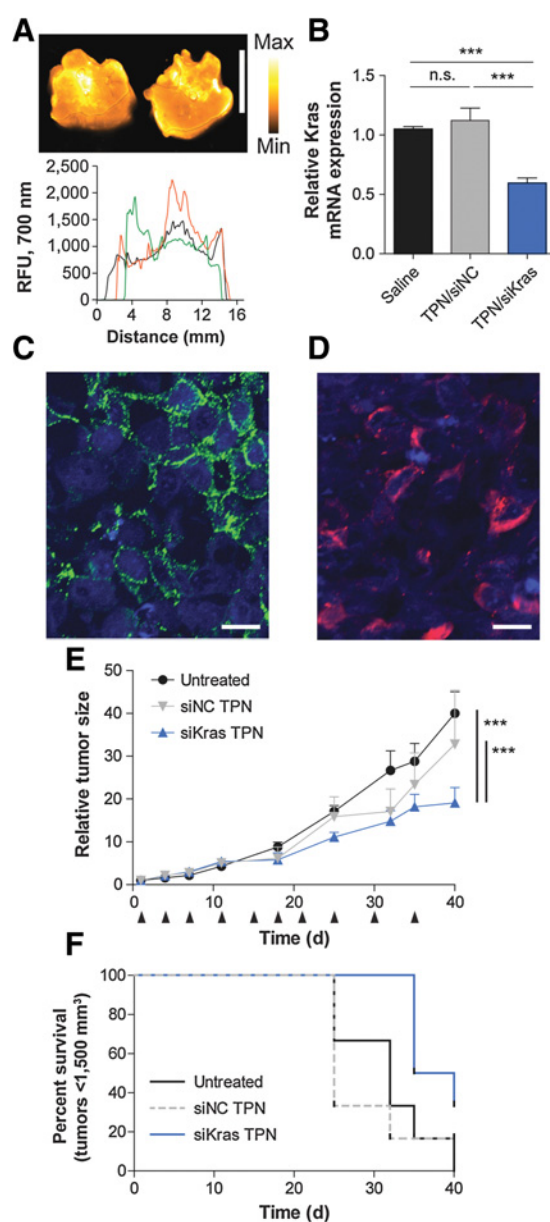 A
Max
Min
2,500
2,000
1,500
1,000
500
0
RFU, 700 nm
0 4 8 12 16
Distance (mm)
B
***
n.s. ***
1.5
1.0
0.5
0.0
Relative Kras
mRNA expression
Saline
TPN/siNC
TPN/siKras
C
D
E
50
40
30
20
10
0
Relative tumor size
Untreated
siNC TPN
siKras TPN
***
***
0 10 20 30 40
Time (d)
F
100
80
60
40
20
0
Percent survival
(tumors <1,500 mm³)
Untreated
siNC TPN
siKras TPN
0 10 20 30 40
Time (d)